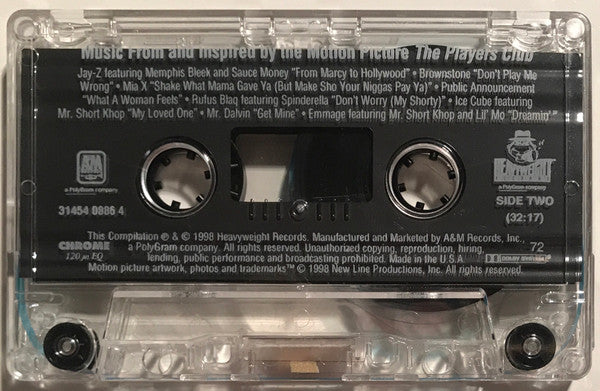 Music From and Inspired by the Motion Picture The Players Club
Jay-Z featuring Memphis Bleek and Sauce Money "From Marcy to Hollywood" • Brownstone "Don't Play Me
Wrong" • Mia X "Shake What Mama Gave Ya (But Make Sho Your Niggas Pay Ya)" • Public Announcement
"What A Woman Feels" • Rufus Blaq featuring Spinderella "Don't Worry (My Shorty)" • Ice Cube featuring
Mr. Short Khop "My Loved One" • Mr. Dalvin "Get Mine" • Emmage featuring Mr. Short Khop and Lil' Mo "Dreamin'"
A&M
RECORDS
a PolyGram company
31454 0886 4
HEAVYWEIGHT
a PolyGram company
SIDE TWO
(32:17)
This Compilation ℗ & © 1998 Heavyweight Records. Manufactured and Marketed by A&M Records, Inc.,
a PolyGram company. All rights reserved. Unauthorized copying, reproduction, hiring,
lending, public performance and broadcasting prohibited. Made in the U.S.A.
Motion picture artwork, photos and trademarks™ © 1998 New Line Productions, Inc. All rights reserved.
CHROME
120 μs EQ
72
DOLBY SYSTEM